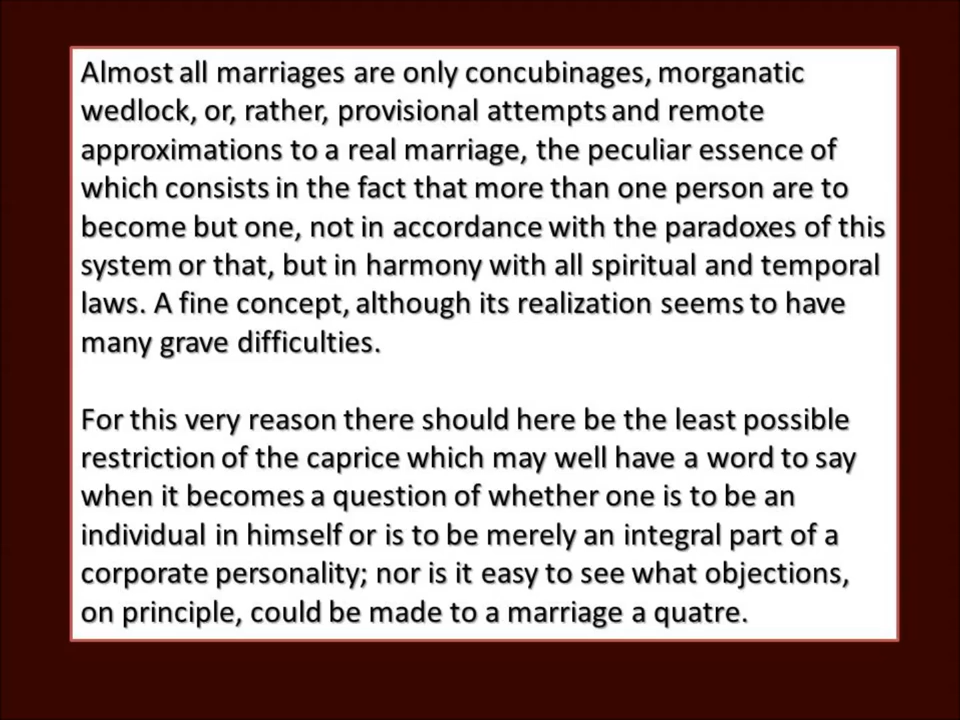 Almost all marriages are only concubinages, morganatic
wedlock, or, rather, provisional attempts and remote
approximations to a real marriage, the peculiar essence of
which consists in the fact that more than one person are to
become but one, not in accordance with the paradoxes of this
system or that, but in harmony with all spiritual and temporal
laws. A fine concept, although its realization seems to have
many grave difficulties.
For this very reason there should here be the least possible
restriction of the caprice which may well have a word to say
when it becomes a question of whether one is to be an
individual in himself or is to be merely an integral part of a
corporate personality; nor is it easy to see what objections,
on principle, could be made to a marriage a quatre.